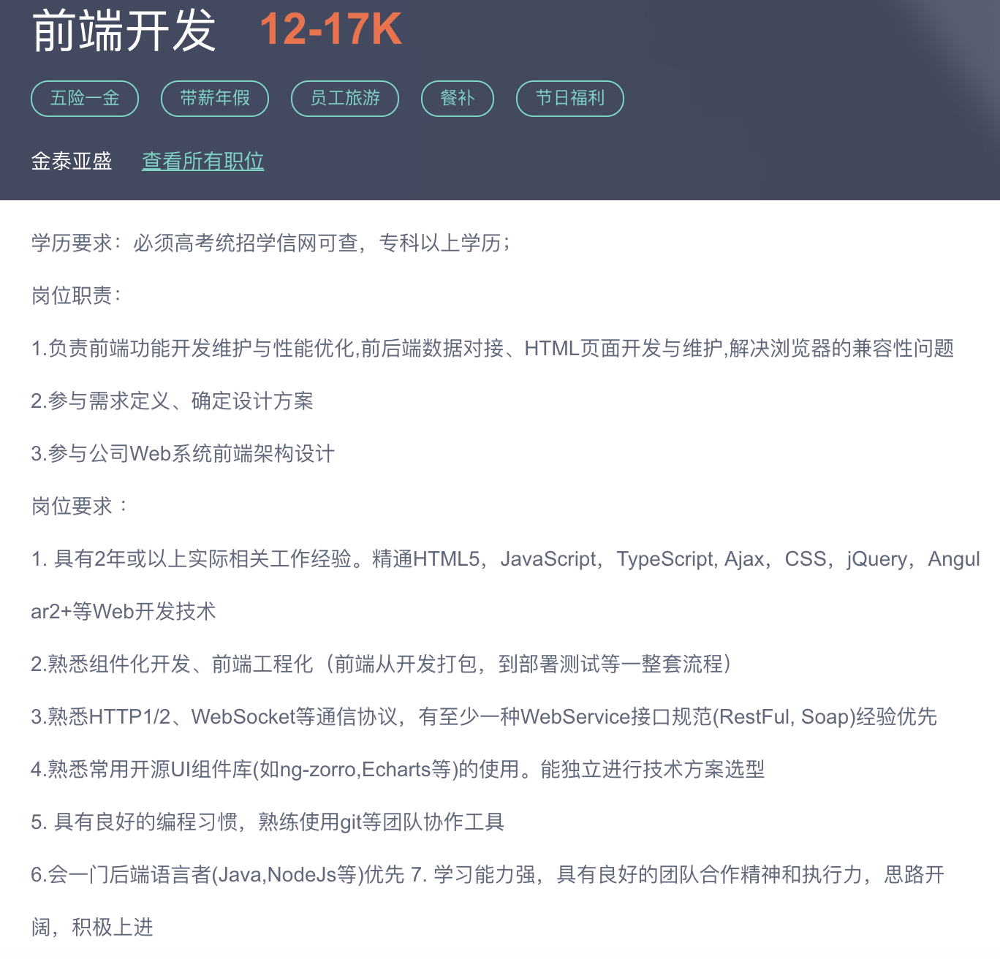 前端开发 12-17K
五险一金 带薪年假 员工旅游 餐补 节日福利
金泰亚盛 查看所有职位
学历要求：必须高考统招学信网可查，专科以上学历；
岗位职责：
1.负责前端功能开发维护与性能优化,前后端数据对接、HTML页面开发与维护,解决浏览器的兼容性问题
2.参与需求定义、确定设计方案
3.参与公司Web系统前端架构设计
岗位要求 ：
1. 具有2年或以上实际相关工作经验。精通HTML5，JavaScript，TypeScript, Ajax，CSS，jQuery，Angul
ar2+等Web开发技术
2.熟悉组件化开发、前端工程化（前端从开发打包，到部署测试等一整套流程）
3.熟悉HTTP1/2、WebSocket等通信协议，有至少一种WebService接口规范(RestFul, Soap)经验优先
4.熟悉常用开源UI组件库(如ng-zorro,Echarts等)的使用。能独立进行技术方案选型
5. 具有良好的编程习惯，熟练使用git等团队协作工具
6.会一门后端语言者(Java,NodeJs等)优先 7. 学习能力强，具有良好的团队合作精神和执行力，思路开
阔，积极上进